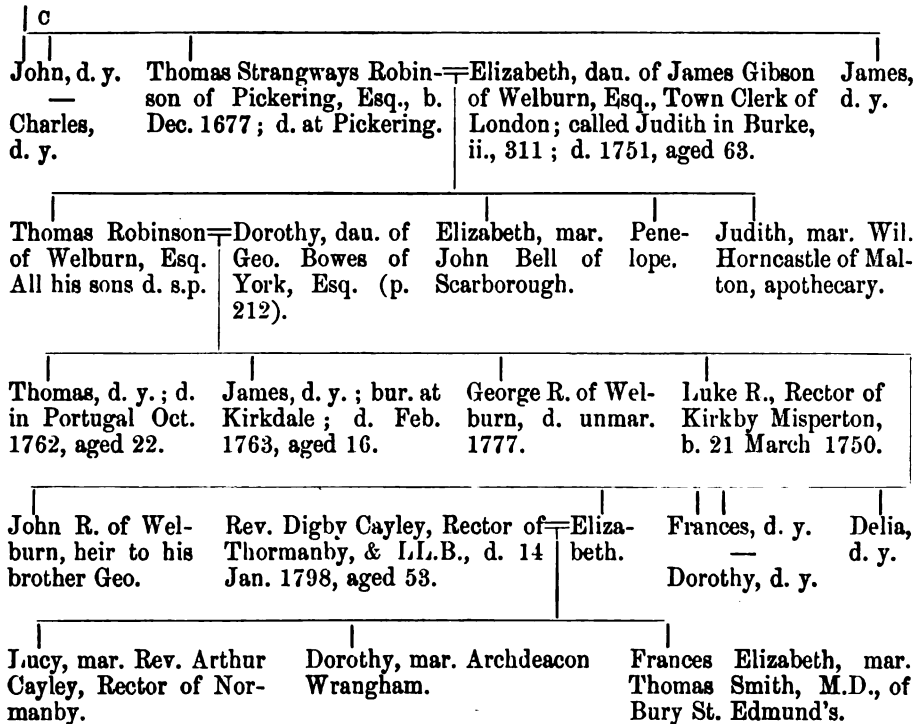 C
John, d. y.
—
Charles,
d. y.
Thomas Strangways Robin-
son of Pickering, Esq., b.
Dec. 1677; d. at Pickering.
=Elizabeth, dau. of James Gibson
of Welburn, Esq., Town Clerk of
London; called Judith in Burke,
ii., 311; d. 1751, aged 63.
James,
d. y.
Thomas Robinson=
of Welburn, Esq.
All his sons d. s.p.
Dorothy, dau. of
Geo. Bowes of
York, Esq. (p.
212).
Elizabeth, mar.
John Bell of
Scarborough.
Pene-
lope.
Judith, mar. Wil.
Horncastle of Mal-
ton, apothecary.
Thomas, d. y.; d.
in Portugal Oct.
1762, aged 22.
James, d. y.; bur. at
Kirkdale; d. Feb.
1763, aged 16.
George R. of Wel-
burn, d. unmar.
1777.
Luke R., Rector of
Kirkby Misperton,
b. 21 March 1750.
John R. of Wel-
burn, heir to his
brother Geo.
Rev. Digby Cayley, Rector of
Thormanby, & LL.B., d. 14
Jan. 1798, aged 53.
=Eliza-
beth.
Frances, d. y.
—
Dorothy, d. y.
Delia,
d. y.
Lucy, mar. Rev. Arthur
Cayley, Rector of Nor-
manby.
Dorothy, mar. Archdeacon
Wrangham.
Frances Elizabeth, mar.
Thomas Smith, M.D., of
Bury St. Edmund's.